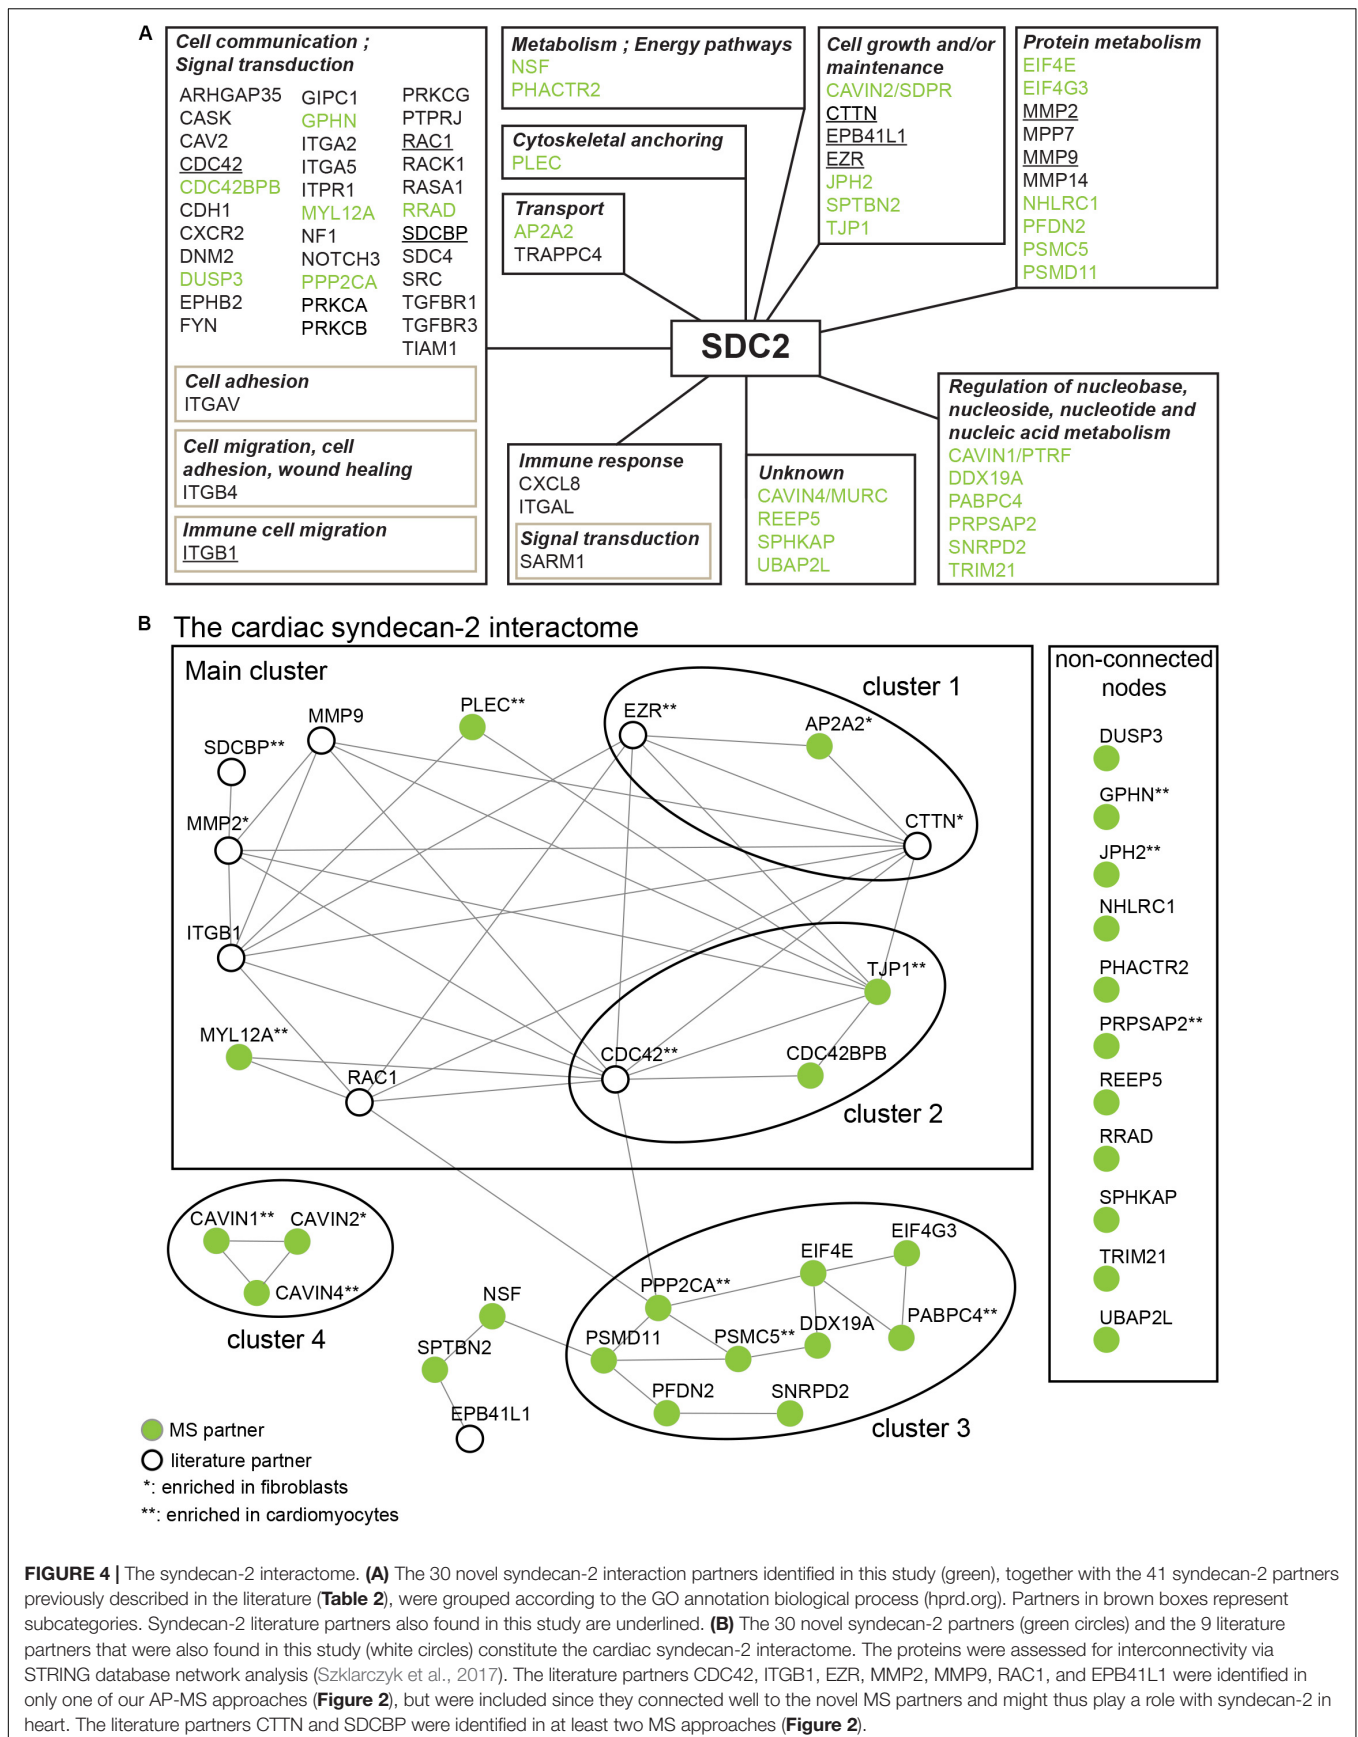 A
Cell communication ;
Signal transduction
ARHGAP35
CASK
CAV2
CDC42
CDC42BPB
CDH1
CXCR2
DNM2
DUSP3
EPHB2
FYN
GIPC1
GPHN
ITGA2
ITGA5
ITPR1
MYL12A
NF1
NOTCH3
PPP2CA
PRKCA
PRKCB
PRKCG
PTPRJ
RAC1
RACK1
RASA1
RRAD
SDCBP
SDC4
SRC
TGFBR1
TGFBR3
TIAM1
Cell adhesion
ITGAV
Cell migration, cell
adhesion, wound healing
ITGB4
Immune cell migration
ITGB1
Metabolism ; Energy pathways
NSF
PHACTR2
Cytoskeletal anchoring
PLEC
Transport
AP2A2
TRAPPC4
Cell growth and/or
maintenance
CAVIN2/SDPR
CTTN
EPB41L1
EZR
JPH2
SPTBN2
TJP1
Protein metabolism
EIF4E
EIF4G3
MMP2
MPP7
MMP9
MMP14
NHLRC1
PFDN2
PSMC5
PSMD11
SDC2
Immune response
CXCL8
ITGAL
Signal transduction
SARM1
Unknown
CAVIN4/MURC
REEP5
SPHKAP
UBAP2L
Regulation of nucleobase,
nucleoside, nucleotide and
nucleic acid metabolism
CAVIN1/PTRF
DDX19A
PABPC4
PRPSAP2
SNRPD2
TRIM21
B The cardiac syndecan-2 interactome
Main cluster
cluster 1
PLEC**
MMP9
EZR**
AP2A2*
SDCBP**
MMP2*
CTTN*
ITGB1
TJP1**
MYL12A**
CDC42**
CDC42BPB
RAC1
cluster 2
CAVIN1**
CAVIN2*
CAVIN4**
cluster 4
EIF4G3
EIF4E
PPP2CA**
NSF
PABPC4**
DDX19A
PSMD11
PSMC5**
SPTBN2
PFDN2
SNRPD2
EPB41L1
cluster 3
non-connected
nodes
DUSP3
GPHN**
JPH2**
NHLRC1
PHACTR2
PRPSAP2**
REEP5
RRAD
SPHKAP
TRIM21
UBAP2L
MS partner
literature partner
*: enriched in fibroblasts
**: enriched in cardiomyocytes
FIGURE 4 | The syndecan-2 interactome. (A) The 30 novel syndecan-2 interaction partners identified in this study (green), together with the 41 syndecan-2 partners
previously described in the literature (Table 2), were grouped according to the GO annotation biological process (hprd.org). Partners in brown boxes represent
subcategories. Syndecan-2 literature partners also found in this study are underlined. (B) The 30 novel syndecan-2 partners (green circles) and the 9 literature
partners that were also found in this study (white circles) constitute the cardiac syndecan-2 interactome. The proteins were assessed for interconnectivity via
STRING database network analysis (Szklarczyk et al., 2017). The literature partners CDC42, ITGB1, EZR, MMP2, MMP9, RAC1, and EPB41L1 were identified in
only one of our AP-MS approaches (Figure 2), but were included since they connected well to the novel MS partners and might thus play a role with syndecan-2 in
heart. The literature partners CTTN and SDCBP were identified in at least two MS approaches (Figure 2).